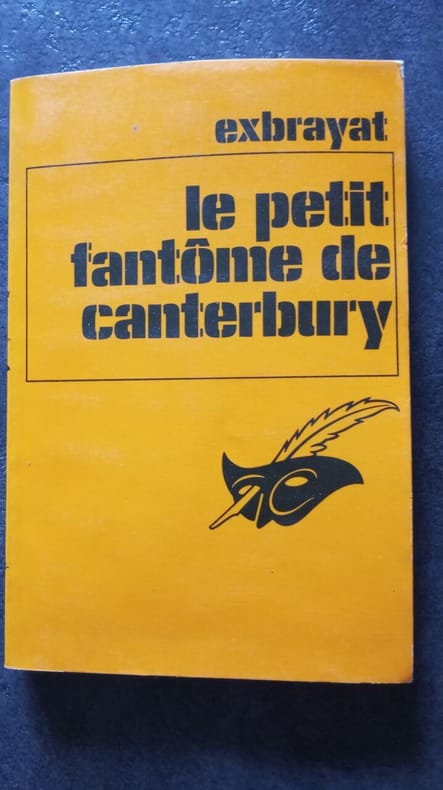 exbrayat
le petit
fantôme de
canterbury